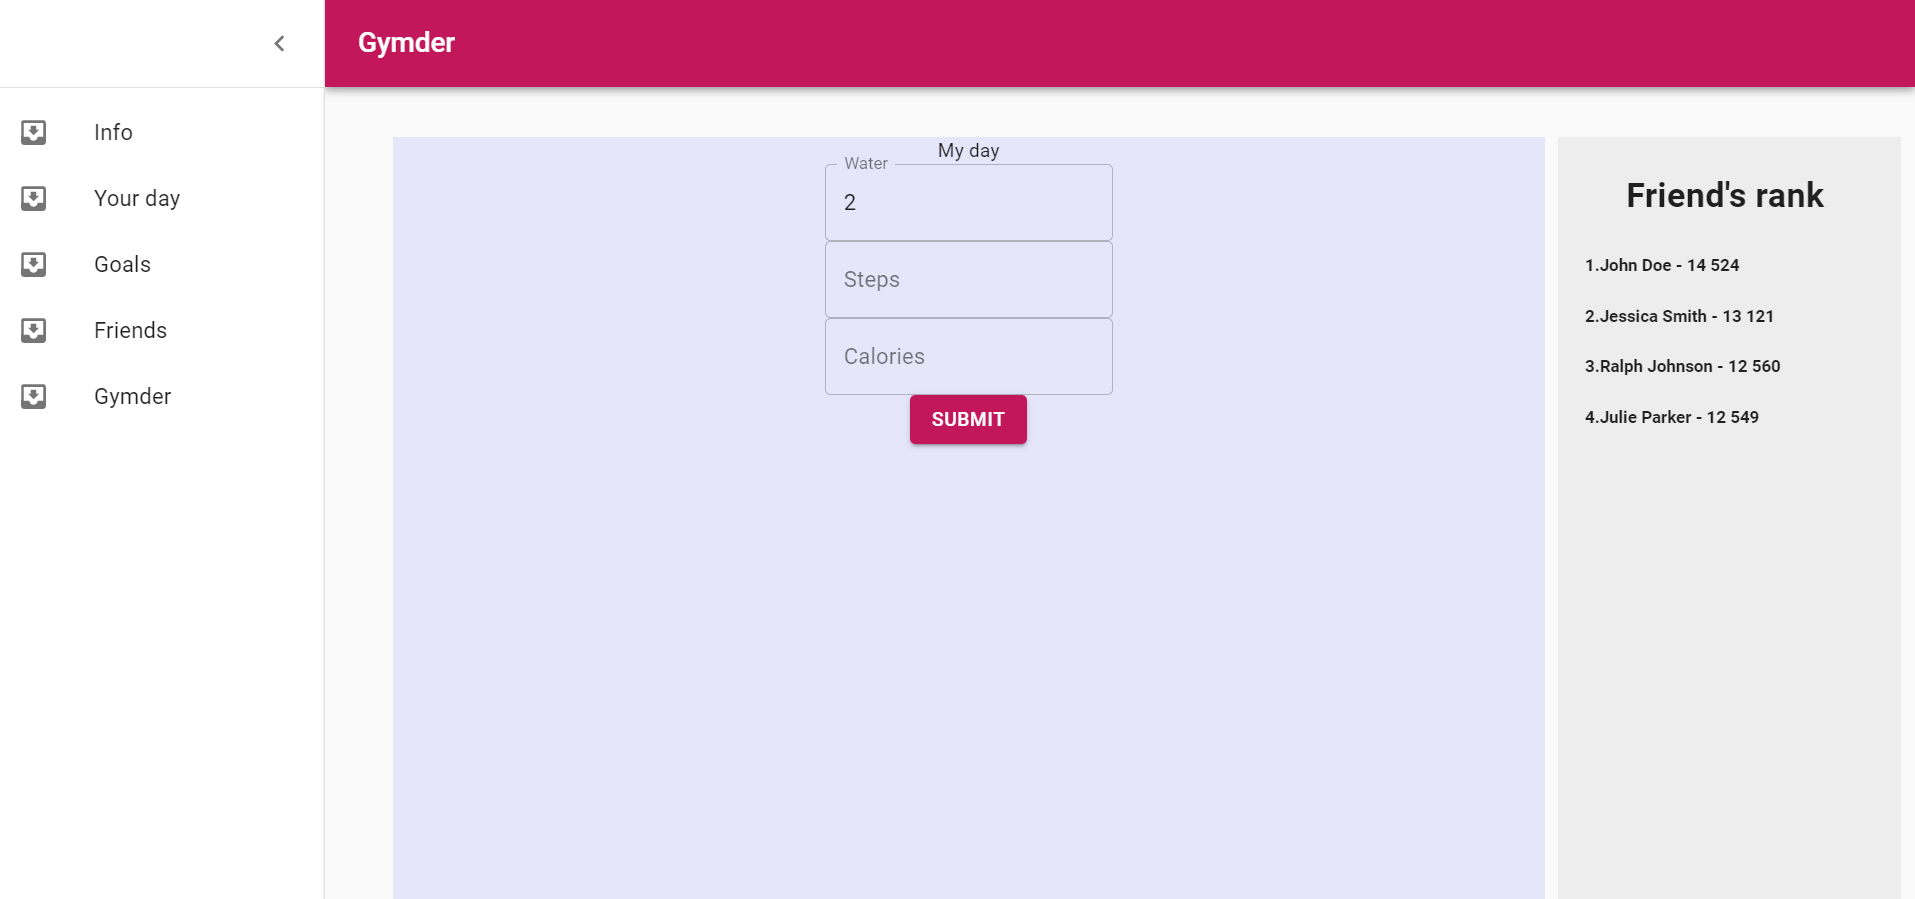 Gymder
Info
Your day
Goals
Friends
Gymder
My day
Water
2
Steps
Calories
SUBMIT
Friend's rank
1.John Doe - 14 524
2.Jessica Smith - 13 121
3.Ralph Johnson - 12 560
4.Julie Parker - 12 549